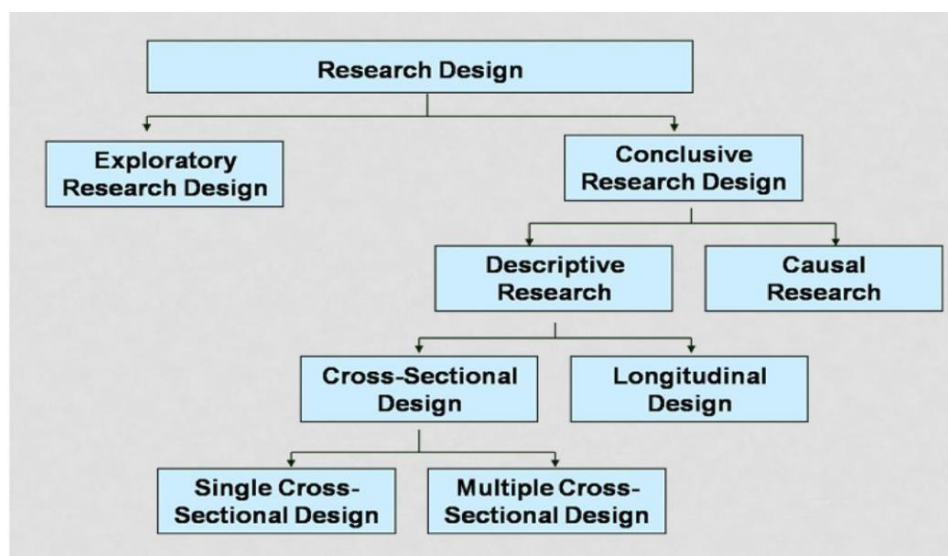 Research Design
Exploratory
Research Design
Conclusive
Research Design
Descriptive
Research
Causal
Research
Cross-Sectional
Design
Longitudinal
Design
Single Cross-
Sectional Design
Multiple Cross-
Sectional Design